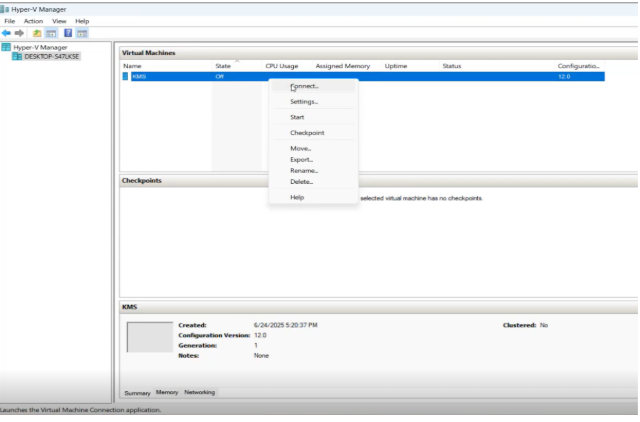 Hyper-V Manager
File Action View Help
Hyper-V Manager
DESKTOP-S47LKSE
Virtual Machines
Name State CPU Usage Assigned Memory Uptime Status Configuratio...
KMS Off 12.0
Connect...
Settings...
Start
Checkpoint
Move...
Export...
Rename...
Delete...
Help
Checkpoints
selected virtual machine has no checkpoints.
KMS
Created: 6/24/2025 5:20:37 PM Clustered: No
Configuration Version: 12.0
Generation: 1
Notes: None
Summary Memory Networking
Launches the Virtual Machine Connection application.